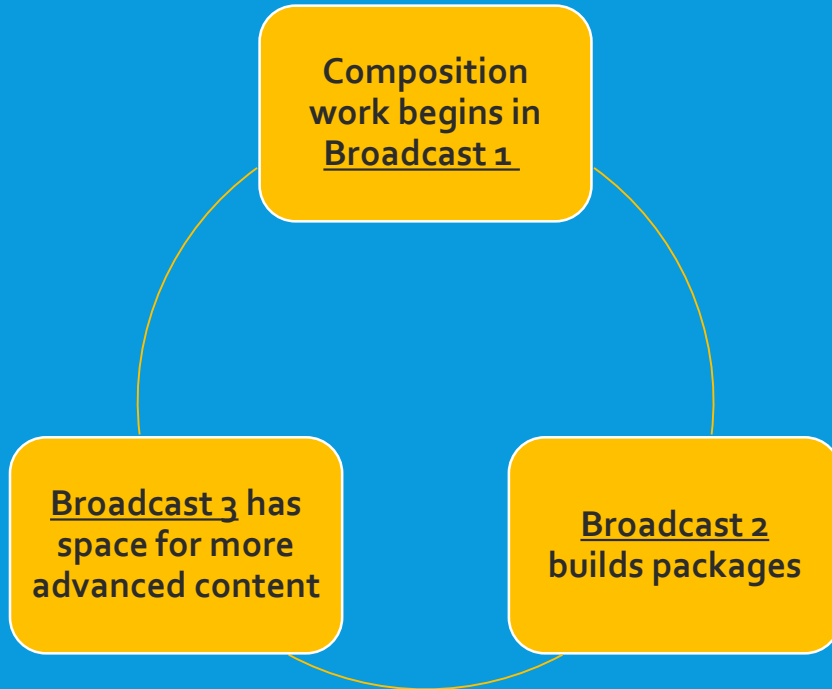 Composition
work begins in
Broadcast 1
Broadcast 2
builds packages
Broadcast 3 has
space for more
advanced content